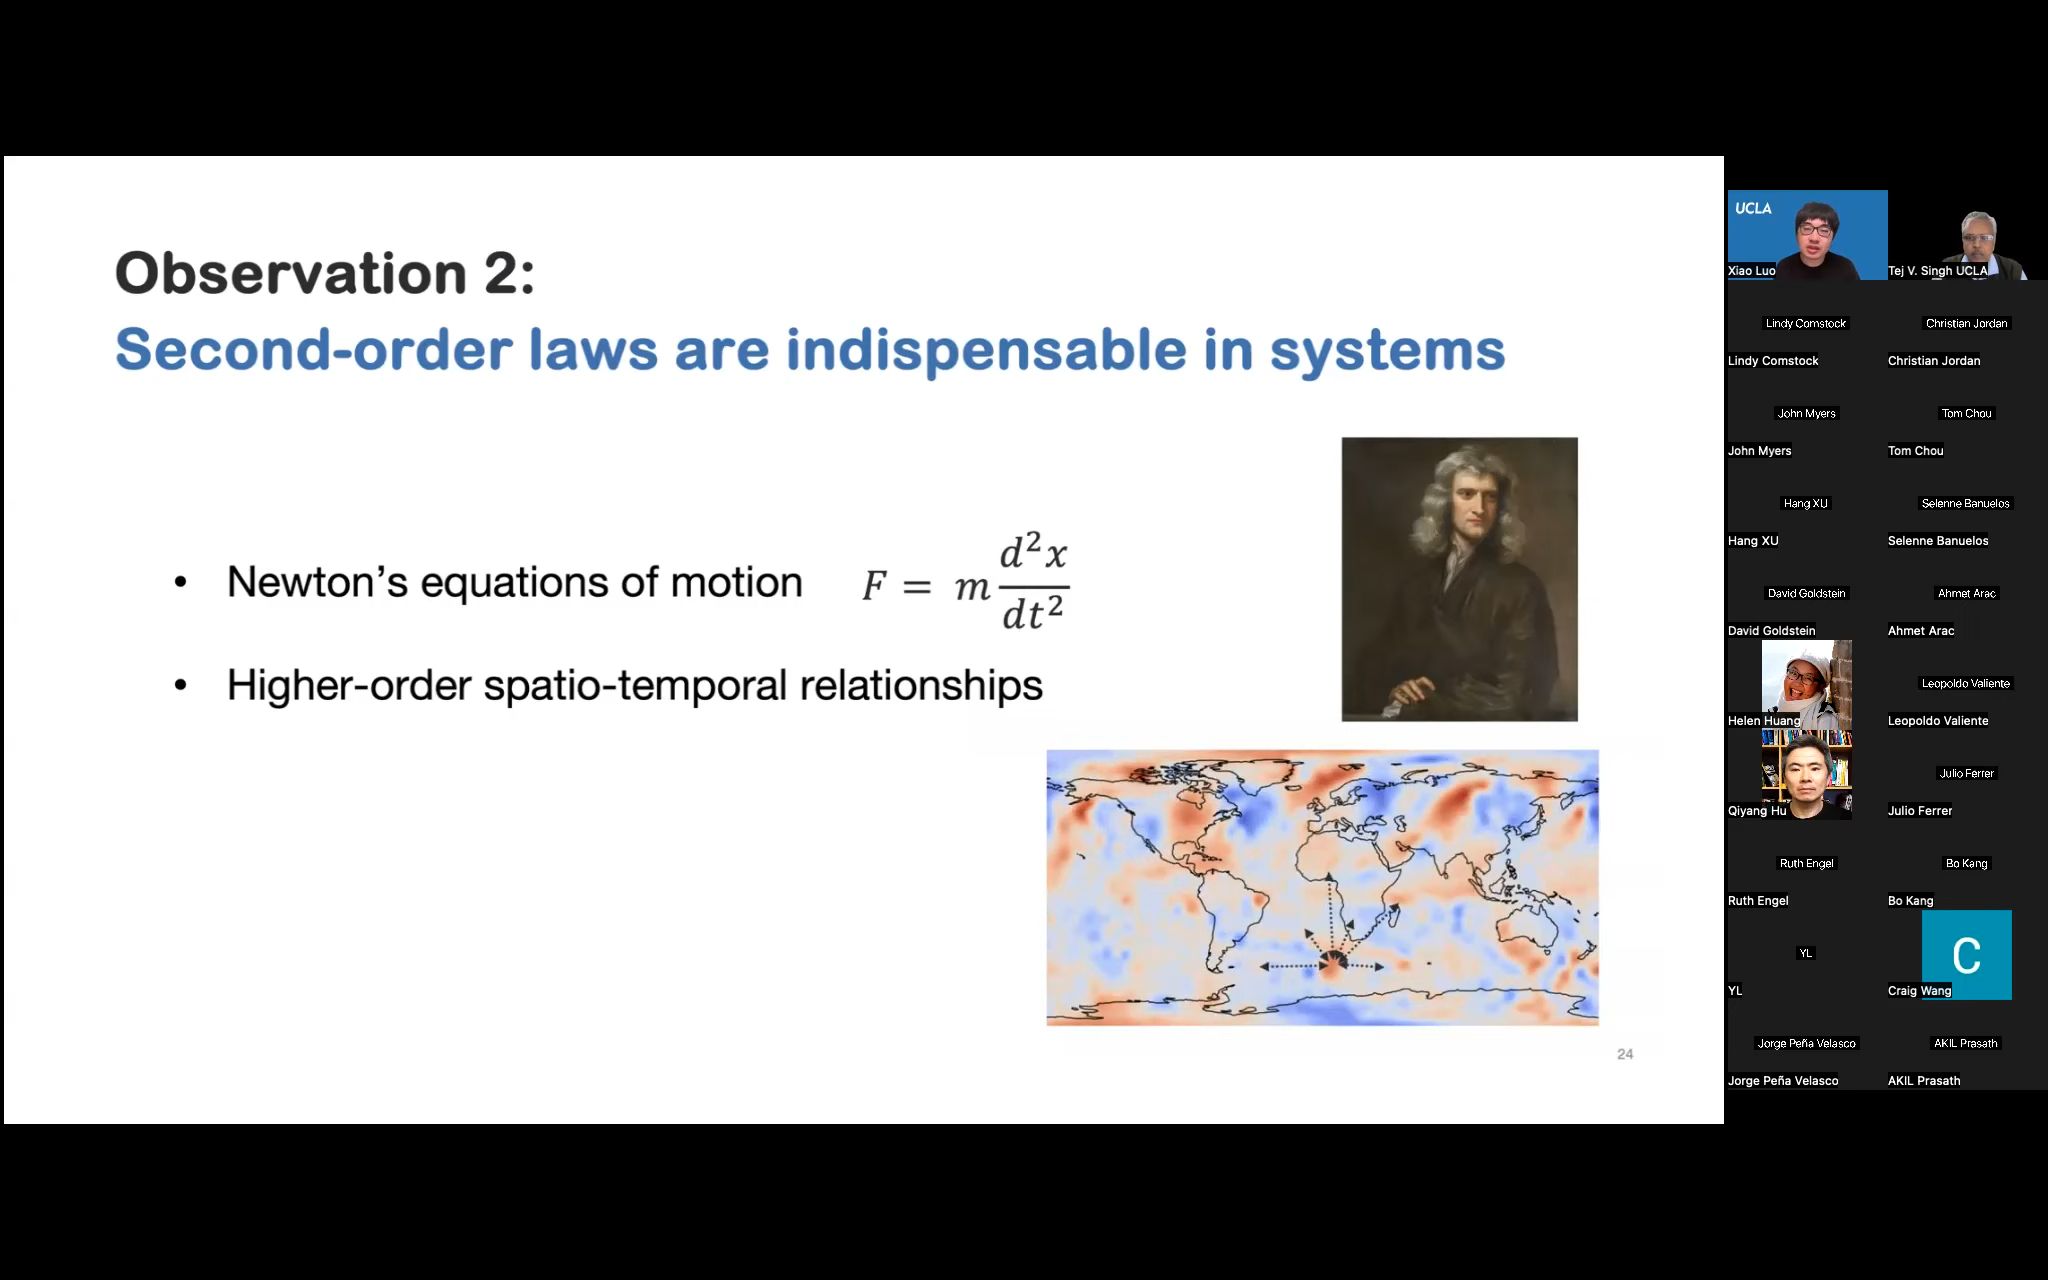 Observation 2:
Second-order laws are indispensable in systems
• Newton’s equations of motion F = m d²x/dt²
• Higher-order spatio-temporal relationships
24
UCLA
Xiao Luo
Tej V. Singh UCLA
Lindy Comstock
Christian Jordan
Lindy Comstock
Christian Jordan
John Myers
Tom Chou
John Myers
Tom Chou
Hang XU
Selenne Banuelos
Hang XU
Selenne Banuelos
David Goldstein
Ahmet Arac
David Goldstein
Ahmet Arac
Leopoldo Valiente
Helen Huang
Leopoldo Valiente
Julio Ferrer
Qiyang Hu
Julio Ferrer
Ruth Engel
Bo Kang
Ruth Engel
Bo Kang
YL
C
YL
Craig Wang
Jorge Peña Velasco
AKIL Prasath
Jorge Peña Velasco
AKIL Prasath